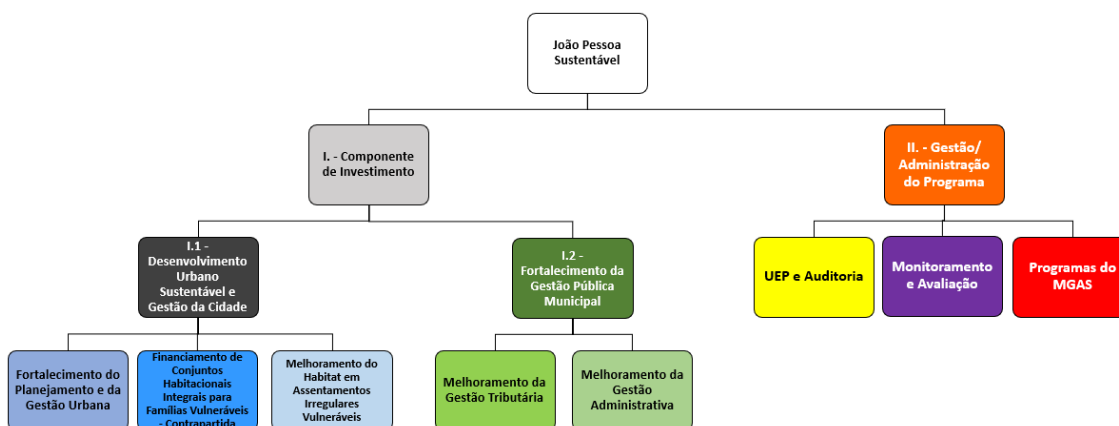 João Pessoa
Sustentável
I. - Componente
de Investimento
II. - Gestão/
Administração
do Programa
I.1 -
Desenvolvimento
Urbano
Sustentável e
Gestão da Cidade
I.2 -
Fortalecimento da
Gestão Pública
Municipal
UEP e Auditoria
Monitoramento
e Avaliação
Programas do
MGAS
Fortalecimento do
Planejamento e da
Gestão Urbana
Financiamento de
Conjuntos
Habitacionais
Integrais para
Famílias Vulneráveis
- Contrapartida
Melhoramento do
Habitat em
Assentamentos
Irregulares
Vulneráveis
Melhoramento da
Gestão Tributária
Melhoramento da
Gestão
Administrativa